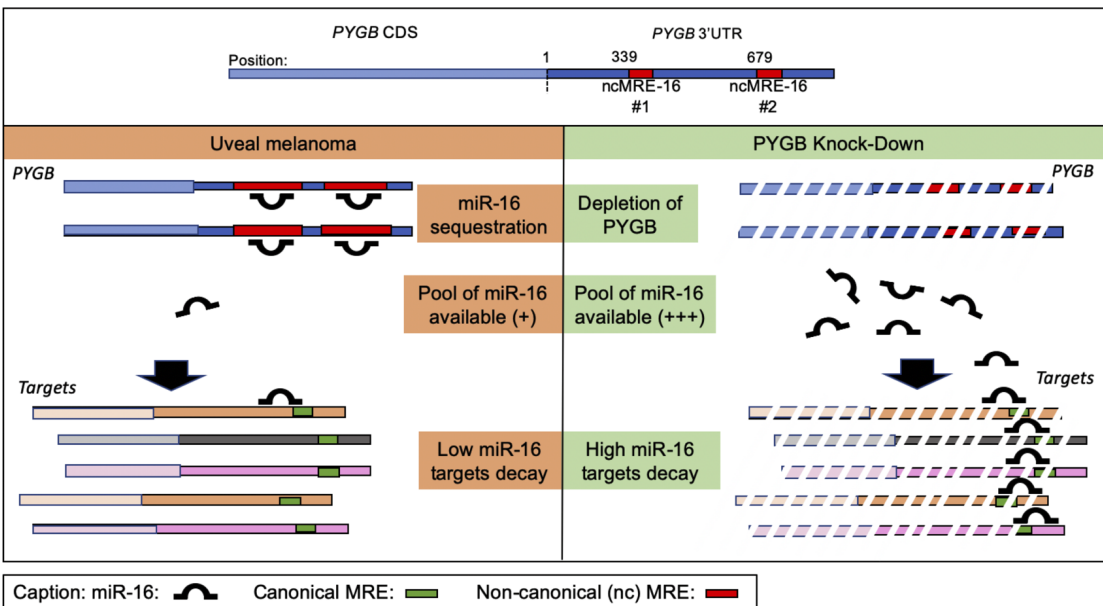 PYGB CDS
PYGB 3'UTR
Position:
1
339
679
ncMRE-16
#1
ncMRE-16
#2
Uveal melanoma
PYGB Knock-Down
PYGB
PYGB
miR-16
sequestration
Depletion of
PYGB
Pool of miR-16
available (+)
Pool of miR-16
available (+++)
Targets
Targets
Low miR-16
targets decay
High miR-16
targets decay
Caption: miR-16:
Canonical MRE:
Non-canonical (nc) MRE: